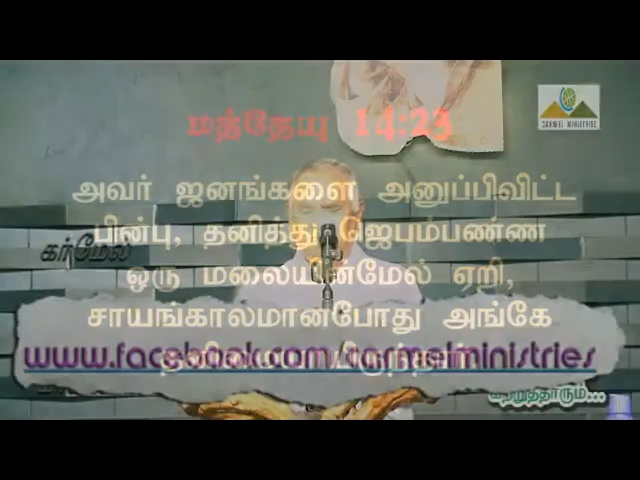 CARMEL MINISTRIES
மத்தேயு 14:23
அவர் ஜனங்களை அனுப்பிவிட்ட
பின்பு, தனித்து ஜெபம்பண்ண
கர்மேல்
ஒரு மலையின்மேல் ஏறி,
சாயங்காலமானபோது அங்கே
www.facebook.com/carmelministries